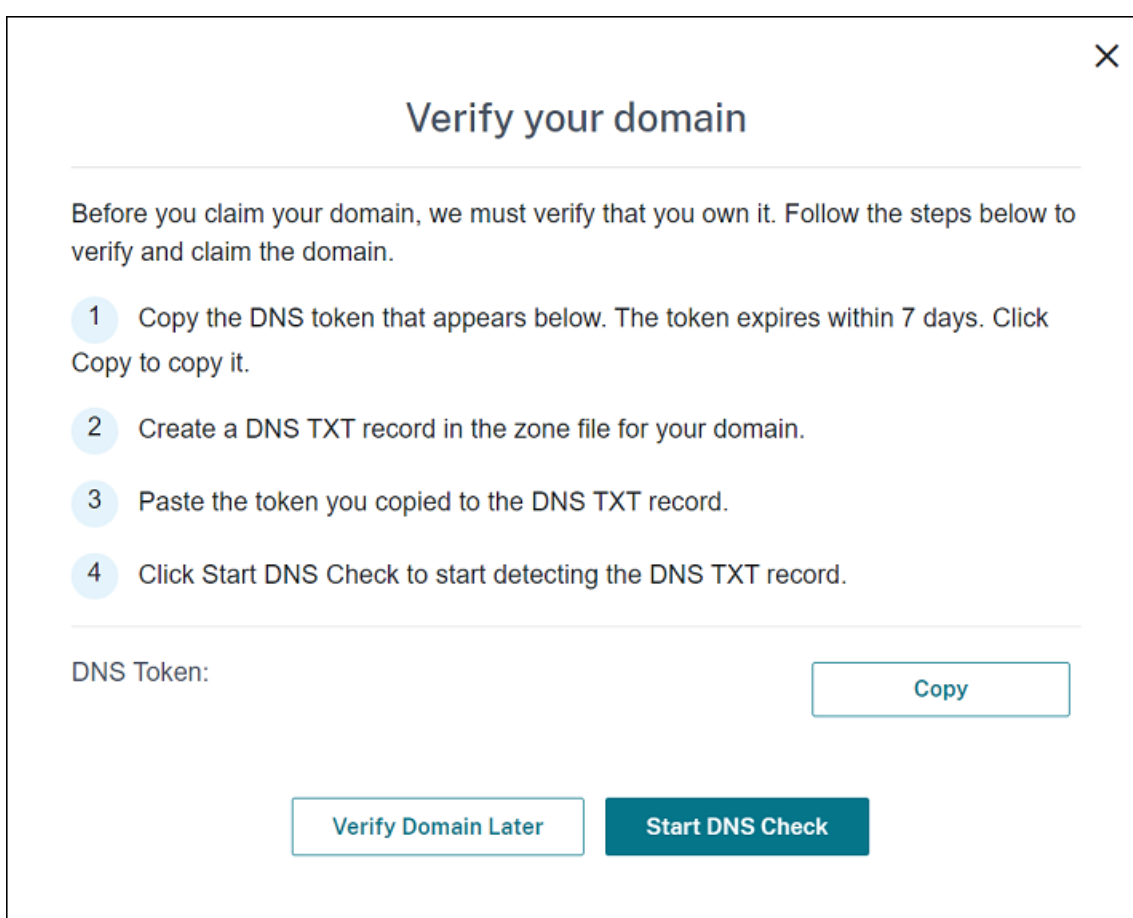 Verify your domain
Before you claim your domain, we must verify that you own it. Follow the steps below to
verify and claim the domain.
1 Copy the DNS token that appears below. The token expires within 7 days. Click
Copy to copy it.
2 Create a DNS TXT record in the zone file for your domain.
3 Paste the token you copied to the DNS TXT record.
4 Click Start DNS Check to start detecting the DNS TXT record.
DNS Token:
Copy
Verify Domain Later Start DNS Check